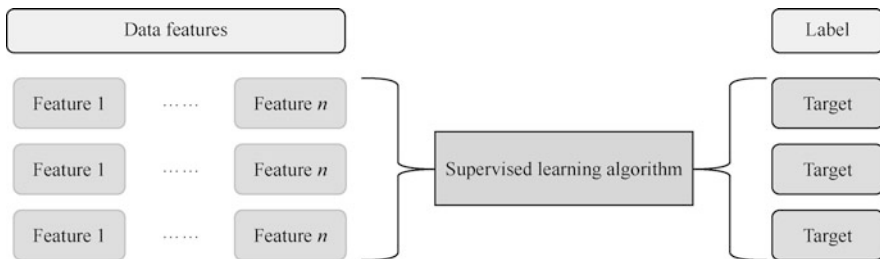 Data features
Label
Feature 1 …… Feature n
Target
Feature 1 …… Feature n
Supervised learning algorithm
Target
Feature 1 …… Feature n
Target